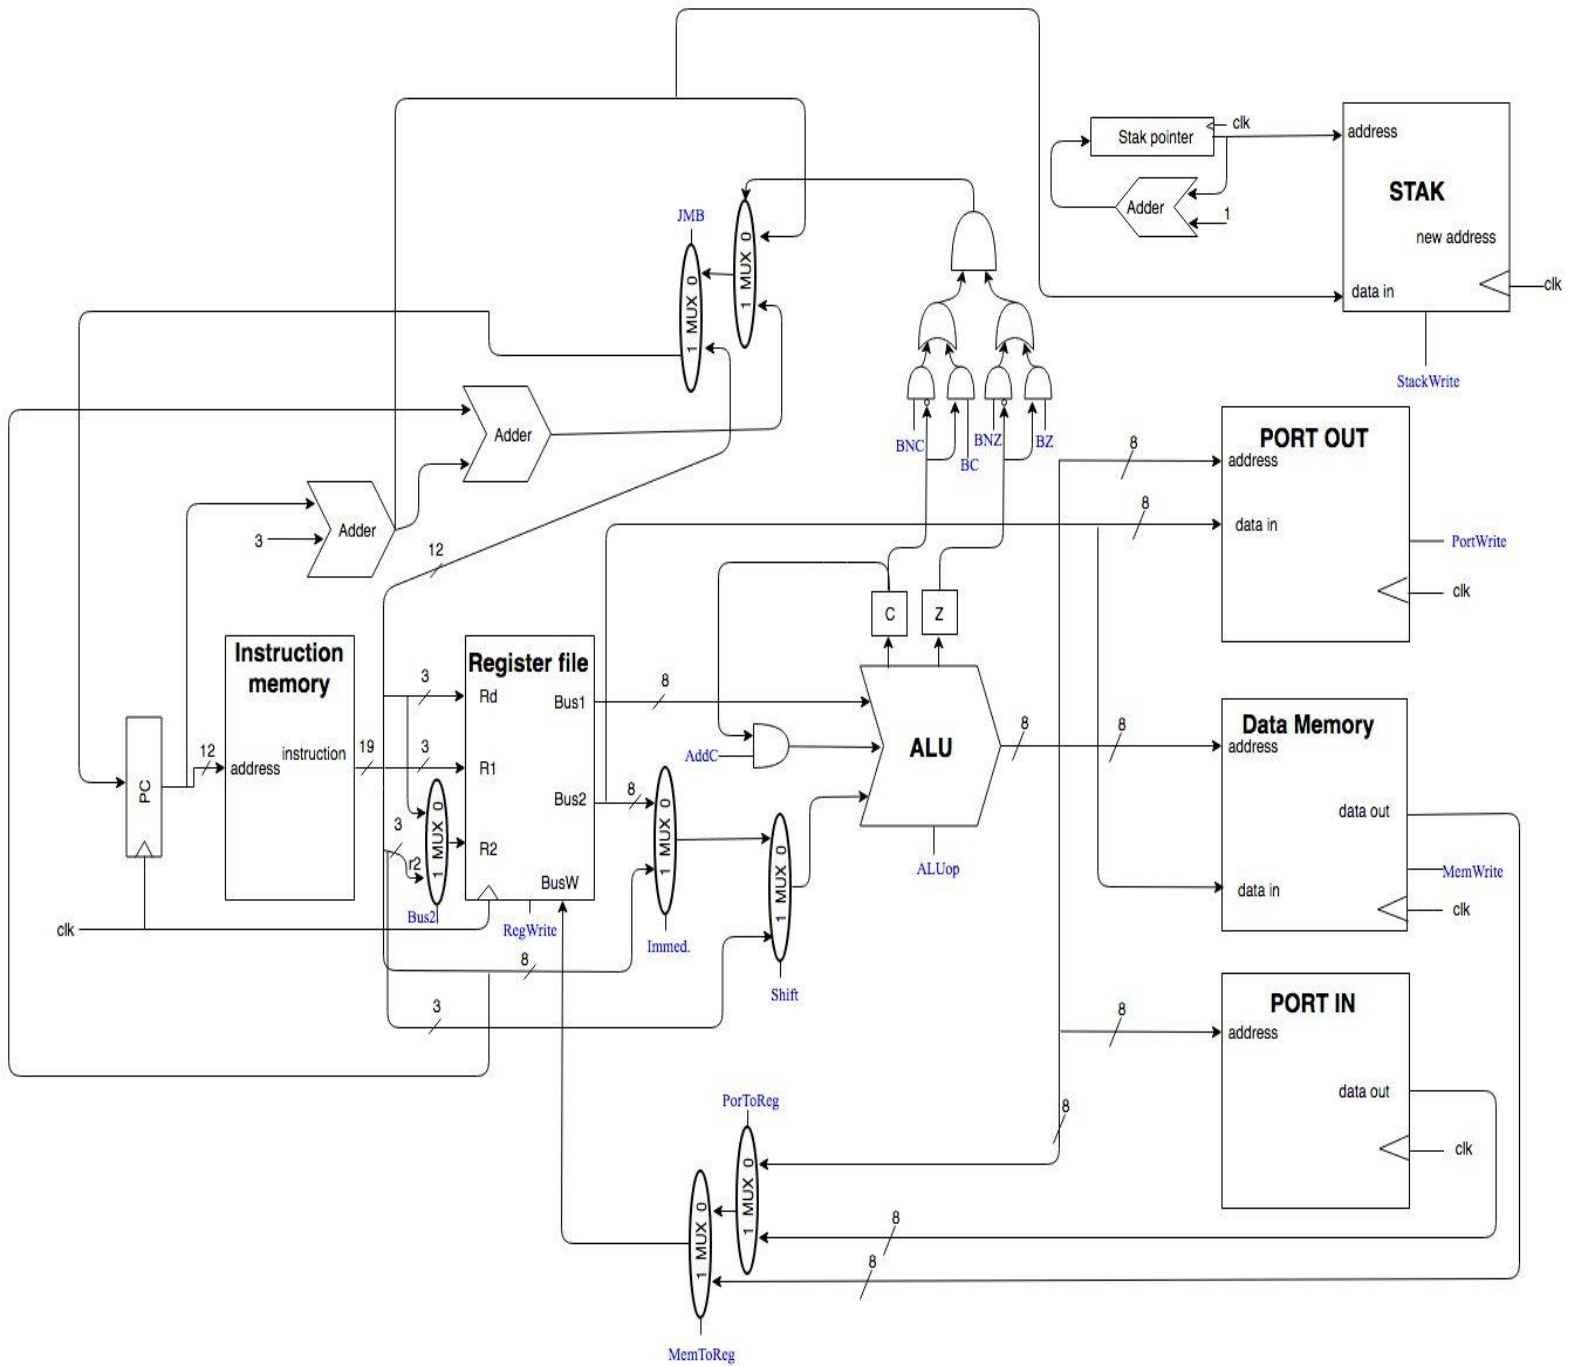 clk
Stak pointer
address
STAK
Adder
1
new address
data in
clk
StackWrite
JMB
1 MUX 0
1 MUX 0
BNC
BC
BNZ
BZ
Adder
3
Adder
12
8
PORT OUT
address
8
data in
PortWrite
clk
C
Z
Instruction
memory
12
address
instruction
19
PC
clk
Register file
3
Rd
Bus1
8
3
R1
Bus2
8
3
r2
1 MUX 0
R2
BusW
Bus2
RegWrite
AddC
ALU
ALUop
1 MUX 0
Immed.
1 MUX 0
Shift
8
3
8
8
Data Memory
address
data out
MemWrite
data in
clk
PORT IN
8
address
data out
clk
8
PorToReg
1 MUX 0
1 MUX 0
8
8
MemToReg